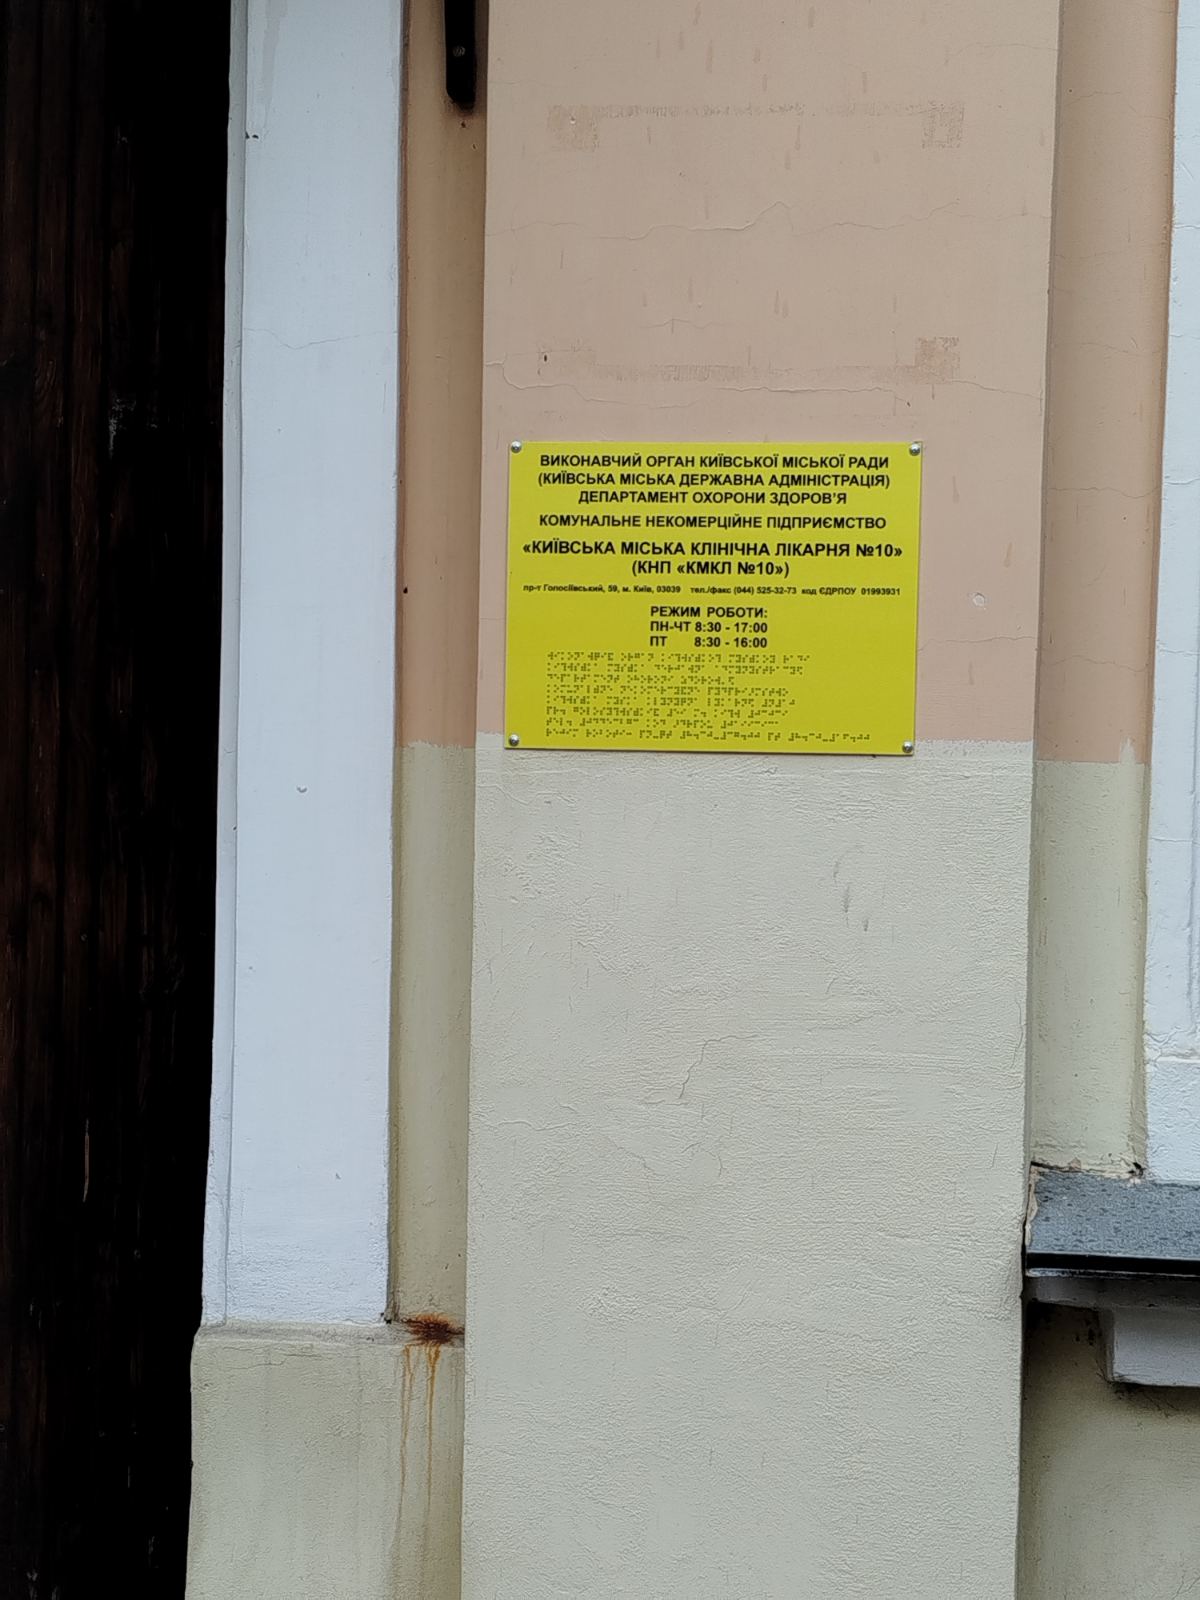 ВИКОНАВЧИЙ ОРГАН КИЇВСЬКОЇ МІСЬКОЇ РАДИ
(КИЇВСЬКА МІСЬКА ДЕРЖАВНА АДМІНІСТРАЦІЯ)
ДЕПАРТАМЕНТ ОХОРОНИ ЗДОРОВ'Я
КОМУНАЛЬНЕ НЕКОМЕРЦІЙНЕ ПІДПРИЄМСТВО
«КИЇВСЬКА МІСЬКА КЛІНІЧНА ЛІКАРНЯ №10»
(КНП «КМКЛ №10»)
пр-т Голосіївський, 59, м. Київ, 03039 тел./факс (044) 525-32-73 код ЄДРПОУ 01993931
РЕЖИМ РОБОТИ:
ПН-ЧТ 8:30 - 17:00
ПТ 8:30 - 16:00